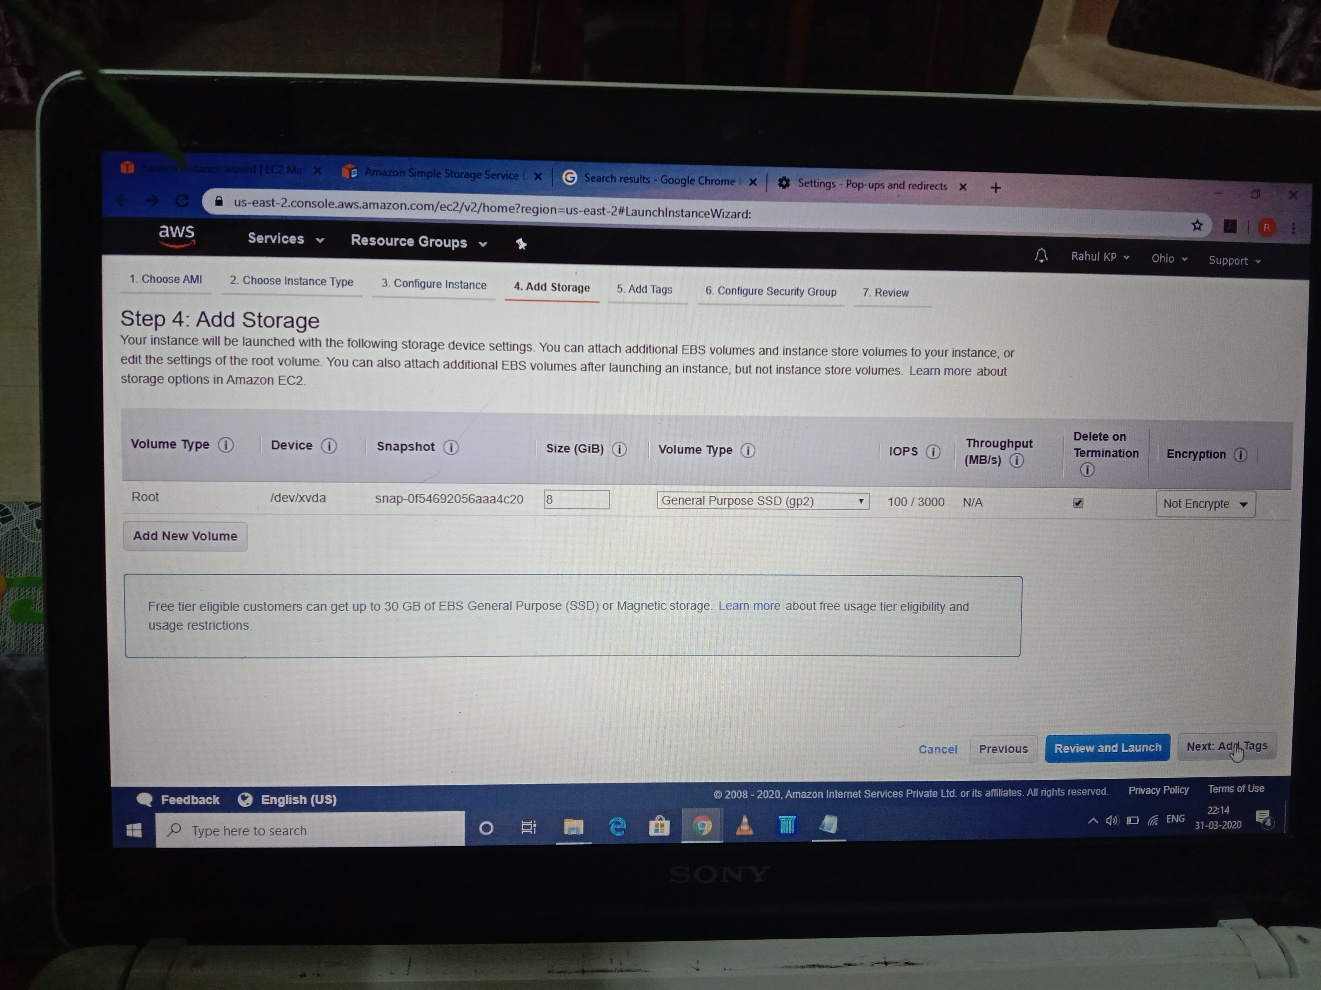 wizard | EC2 Ma
Amazon Simple Storage Service (
Search results - Google Chrome
Settings - Pop-ups and redirects
us-east-2.console.aws.amazon.com/ec2/v2/home?region=us-east-2#LaunchInstanceWizard:
R
aws
Services
Resource Groups
Rahul KP
Ohio
Support
1. Choose AMI
2. Choose Instance Type
3. Configure Instance
4. Add Storage
5. Add Tags
6. Configure Security Group
7. Review
Step 4: Add Storage
Your instance will be launched with the following storage device settings. You can attach additional EBS volumes and instance store volumes to your instance, or
edit the settings of the root volume. You can also attach additional EBS volumes after launching an instance, but not instance store volumes. Learn more about
storage options in Amazon EC2.
Volume Type
Device
Snapshot
Size (GiB)
Volume Type
IOPS
Throughput
(MB/s)
Delete on
Termination
Encryption
Root
/dev/xvda
snap-0f54692056aaa4c20
8
General Purpose SSD (gp2)
100 / 3000
N/A
Not Encrypte
Add New Volume
Free tier eligible customers can get up to 30 GB of EBS General Purpose (SSD) or Magnetic storage. Learn more about free usage tier eligibility and
usage restrictions.
Cancel
Previous
Review and Launch
Next: Add Tags
Feedback
English (US)
© 2008 - 2020, Amazon Internet Services Private Ltd. or its affiliates. All rights reserved.
Privacy Policy
Terms of Use
Type here to search
ENG
22:14
31-03-2020
4
SONY